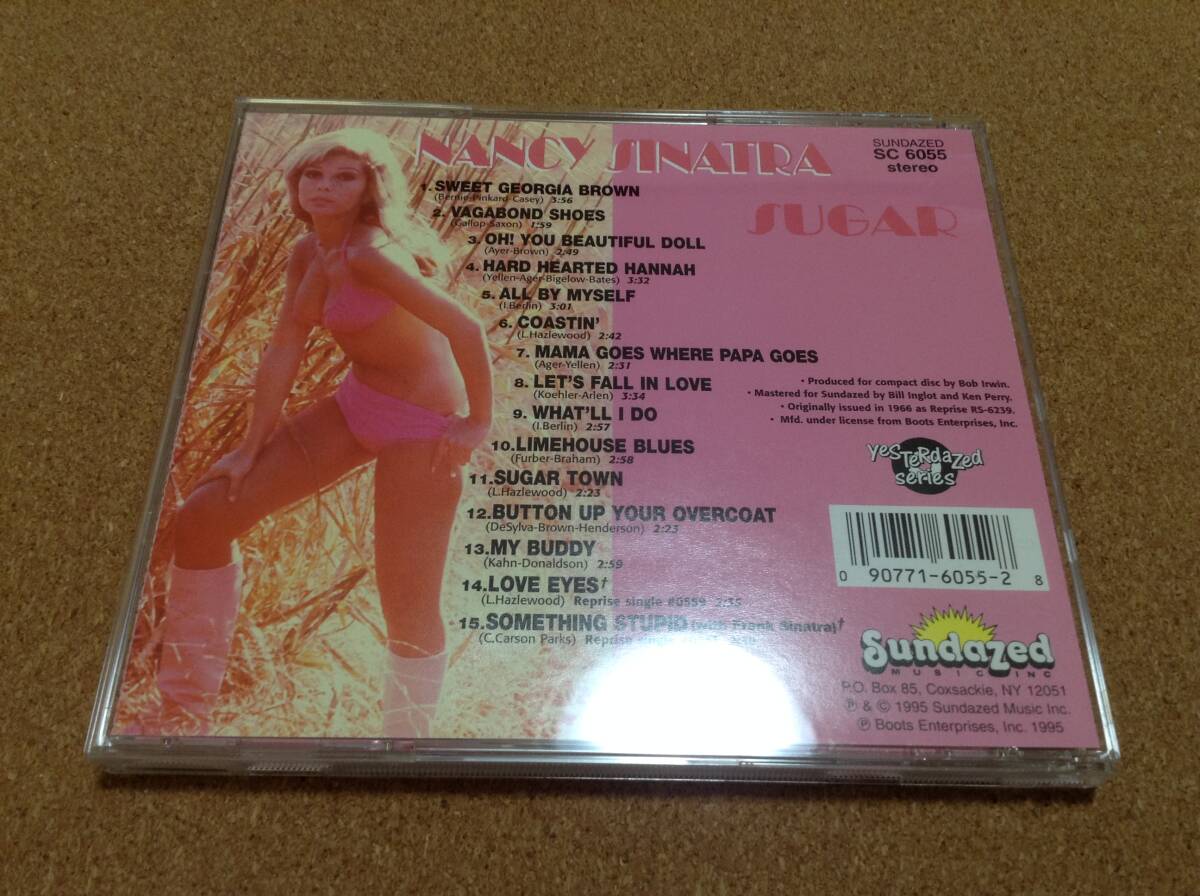 NANCY SINATRA
SUGAR
SUNDAZED
SC 6055
stereo
1. SWEET GEORGIA BROWN
(Bernie-Pinkard-Casey) 3:56
2. VAGABOND SHOES
(Gallop-Saxon) 1:59
3. OH! YOU BEAUTIFUL DOLL
(Ayer-Brown) 2:49
4. HARD HEARTED HANNAH
(Yellen-Ager-Bigelow-Bates) 3:32
5. ALL BY MYSELF
(I.Berlin) 3:01
6. COASTIN'
(L.Hazlewood) 2:42
7. MAMA GOES WHERE PAPA GOES
(Ager-Yellen) 2:31
8. LET'S FALL IN LOVE
(Koehler-Arlen) 3:34
9. WHAT'LL I DO
(I.Berlin) 2:57
10. LIMEHOUSE BLUES
(Furber-Braham) 2:58
11. SUGAR TOWN
(L.Hazlewood) 2:23
12. BUTTON UP YOUR OVERCOAT
(DeSylva-Brown-Henderson) 2:23
13. MY BUDDY
(Kahn-Donaldson) 2:59
14. LOVE EYES†
(L.Hazlewood) Reprise single #0559 2:35
15. SOMETHING STUPID (with Frank Sinatra)†
(C.Carson Parks) Reprise single
• Produced for compact disc by Bob Irwin.
• Mastered for Sundazed by Bill Inglot and Ken Perry.
• Originally issued in 1966 as Reprise RS-6239.
• Mfd. under license from Boots Enterprises, Inc.
yesterdazed
series
0 90771-6055-2 8
Sundazed
MUSIC INC
P.O. Box 85, Coxsackie, NY 12051
℗ & © 1995 Sundazed Music Inc.
℗ Boots Enterprises, Inc. 1995